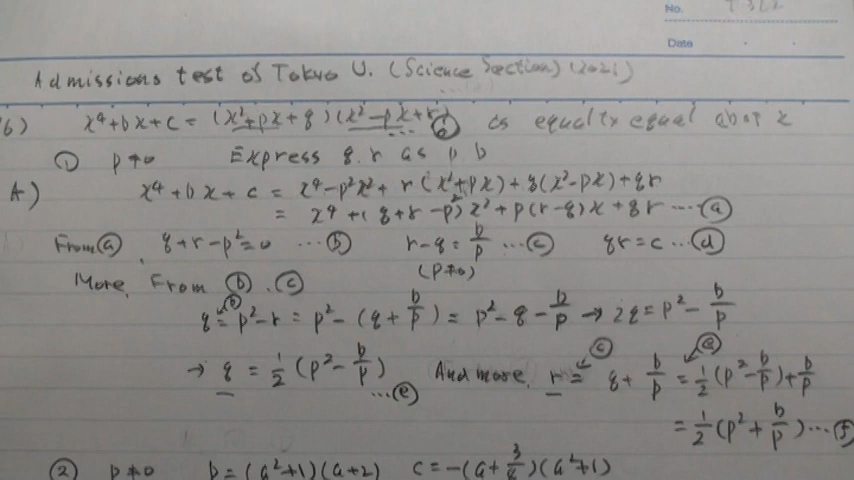 No.
Date
Admissions test of Tokyo U. (Science Section) (2021)
6) x⁴+bx+c = (x²+px+q)(x²-px+r) is equality equal about x
① p≠0 Express q. r as p b
A) x⁴+bx+c = x⁴-p²x²+ r(x²+px)+q(x²-px)+qr
= x⁴+(q+r-p²)x²+p(r-q)x+qr ...ⓐ
From ⓐ, q+r-p²=0 ...ⓑ r-q=b/p ...ⓒ qr=c ...ⓓ
(p≠0)
More, From ⓑ, ⓒ
ⓑ
q=p²-r=p²-(q+b/p)=p²-q-b/p→2q=p²-b/p
→ q=1/2(p²-b/p) ...ⓔ And more, r= ⓒ q+b/p = ⓔ 1/2(p²-b/p)+b/p
=1/2(p²+b/p)...ⓕ
② p≠0 b=(a²+1)(a+2) c=-(a+3/4)(a²+1)